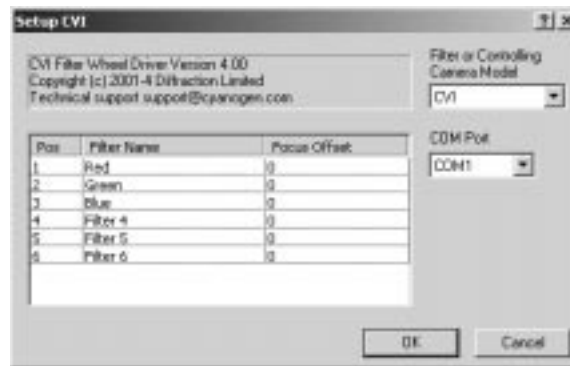 Setup CVI
CVI Filter Wheel Driver Version 4.00
Copyright (c) 2001-4 Diffraction Limited
Technical support support@cyanogen.com
Filter or Controlling
Camera Model
CVI
COM Port
COM1
Pos Filter Name Focus Offset
1 Red 0
2 Green 0
3 Blue 0
4 Filter 4 0
5 Filter 5 0
6 Filter 6 0
OK Cancel